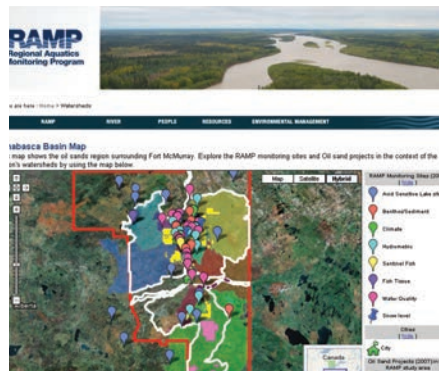 RAMP
Regional Aquatics
Monitoring Program
are here : Home > Watersheds
RAMP RIVER PEOPLE RESOURCES ENVIRONMENTAL MANAGEMENT
habasca Basin Map
map shows the oil sands region surrounding Fort McMurray. Explore the RAMP monitoring sites and Oil sand projects in the context of the
on's watersheds by using the map below.
Map Satellite Hybrid
RAMP Monitoring Sites (20
Acid Sensitive Lake
Benthos/Sediment
Climate
Hydrometric
Sentinel Fish
Fish Tissue
Water Quality
Snow level
Cities
City
Oil Sand Projects (2007)
RAMP study area
Canada